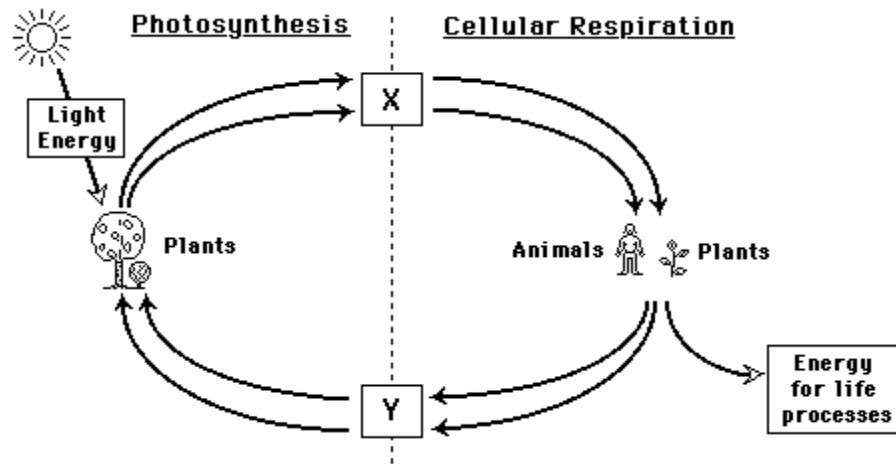 Photosynthesis
Cellular Respiration
Light
Energy
X
Plants
Animals
Plants
Y
Energy
for life
processes